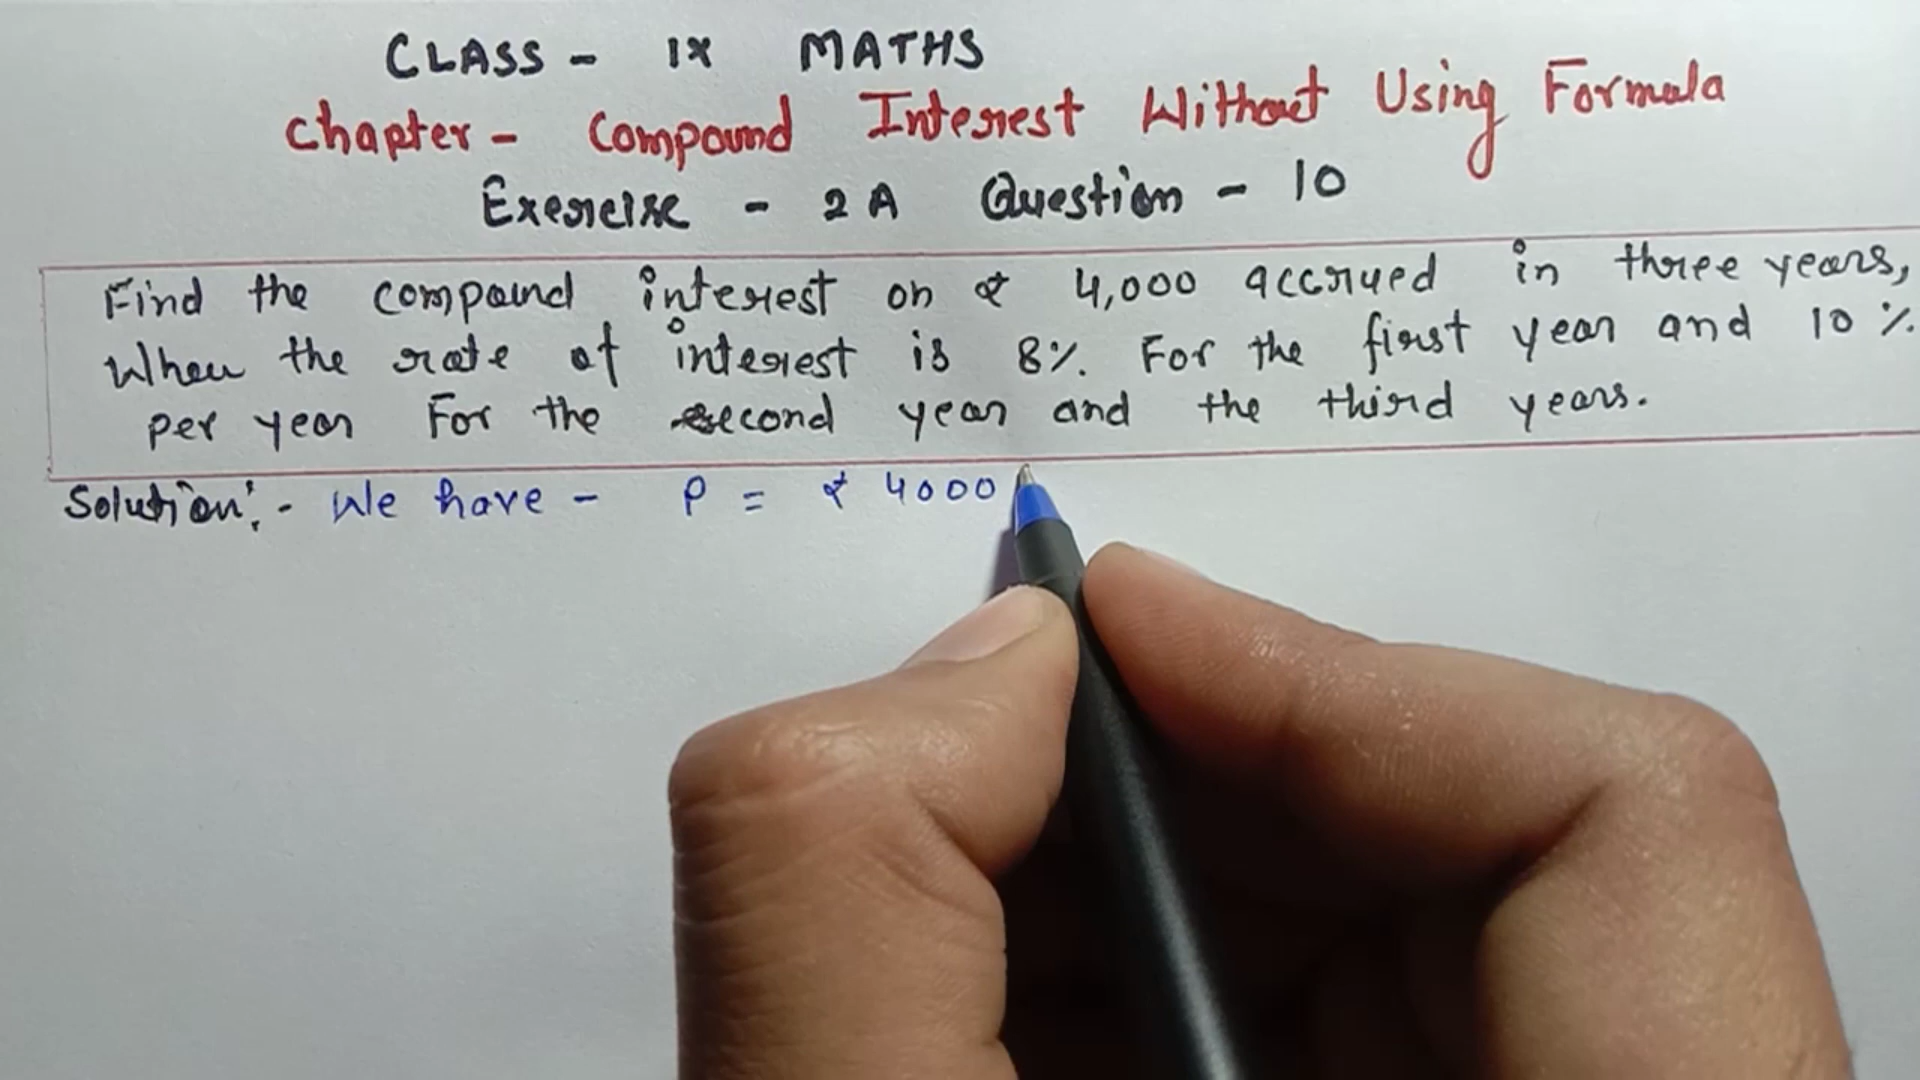 CLASS - IX MATHS
Chapter - Compound Interest Without Using Formula
Exercise - 2A Question - 10
Find the compound interest on ₹ 4,000 accrued in three years,
When the rate of interest is 8%. For the first year and 10%
per year For the second year and the third years.
Solution:- We have - P = ₹ 4000